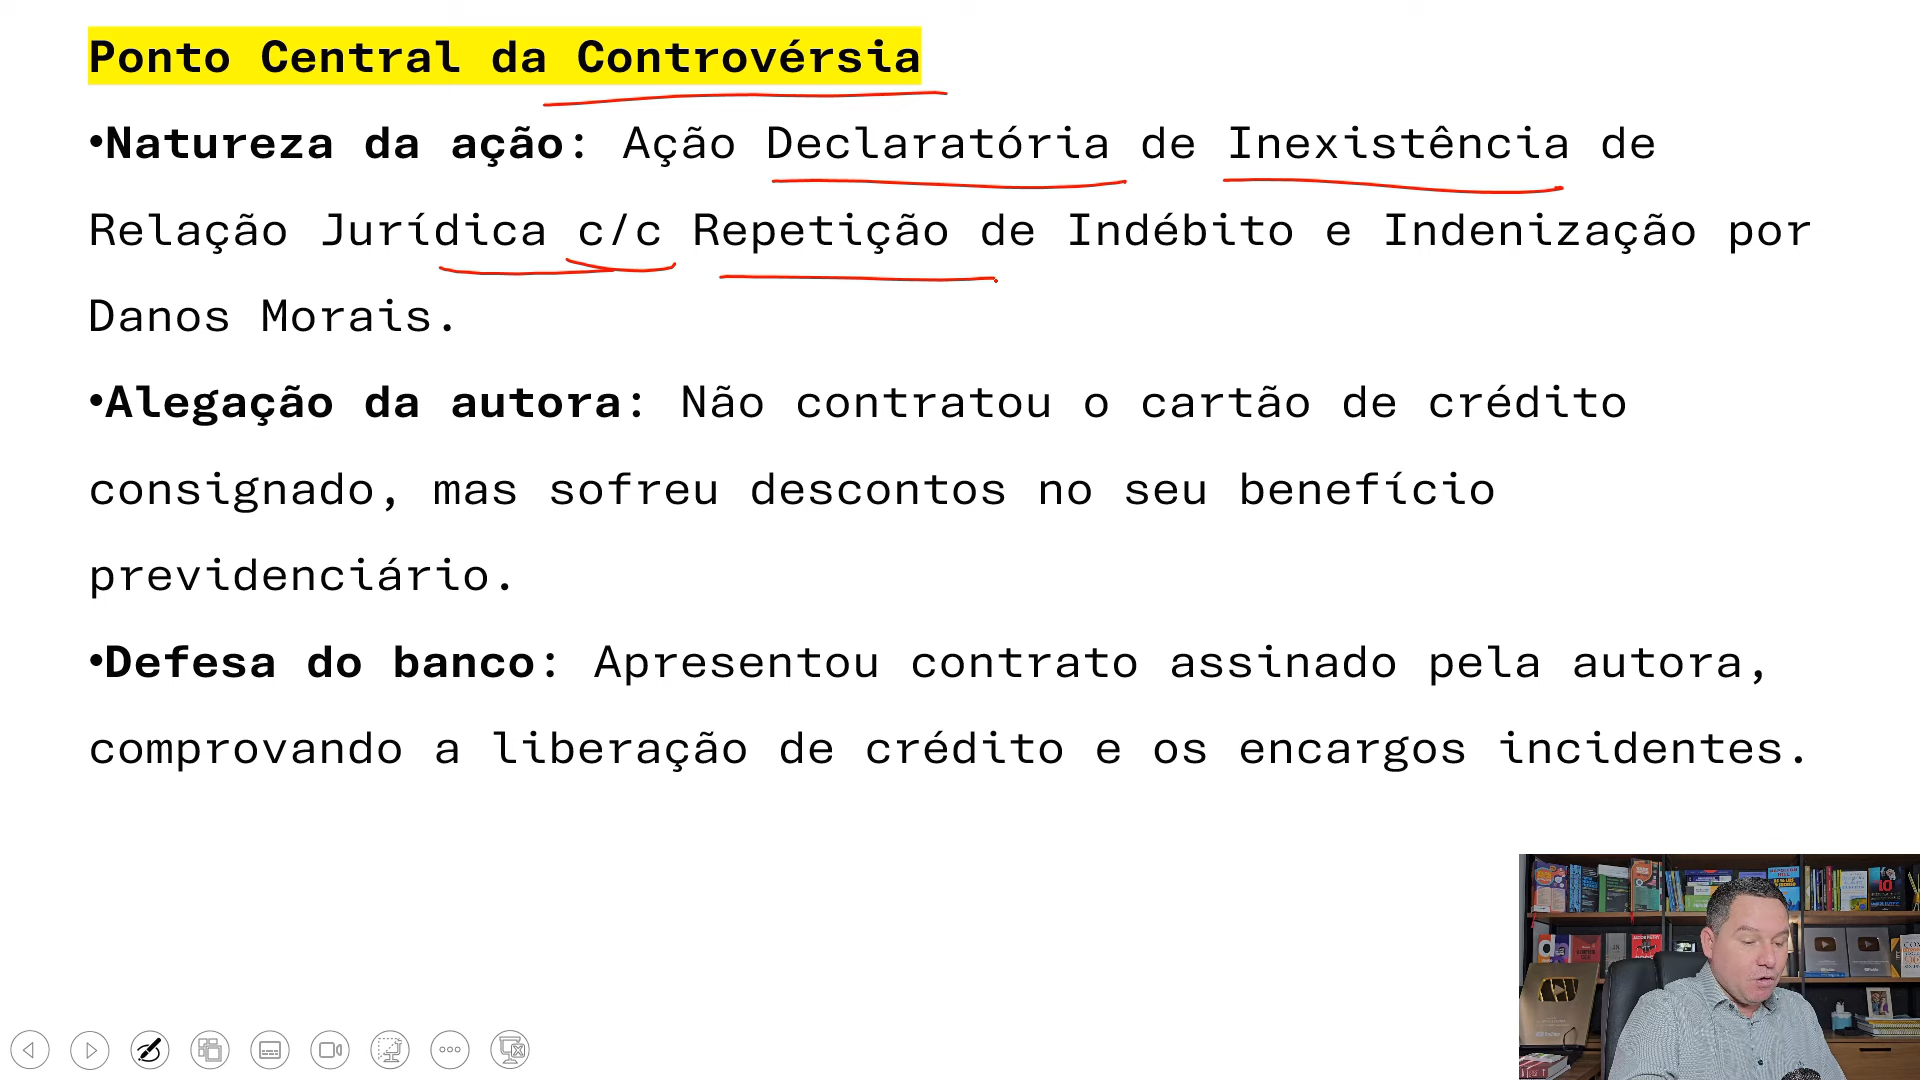 Ponto Central da Controvérsia
•Natureza da ação: Ação Declaratória de Inexistência de
Relação Jurídica c/c Repetição de Indébito e Indenização por
Danos Morais.
•Alegação da autora: Não contratou o cartão de crédito
consignado, mas sofreu descontos no seu benefício
previdenciário.
•Defesa do banco: Apresentou contrato assinado pela autora,
comprovando a liberação de crédito e os encargos incidentes.